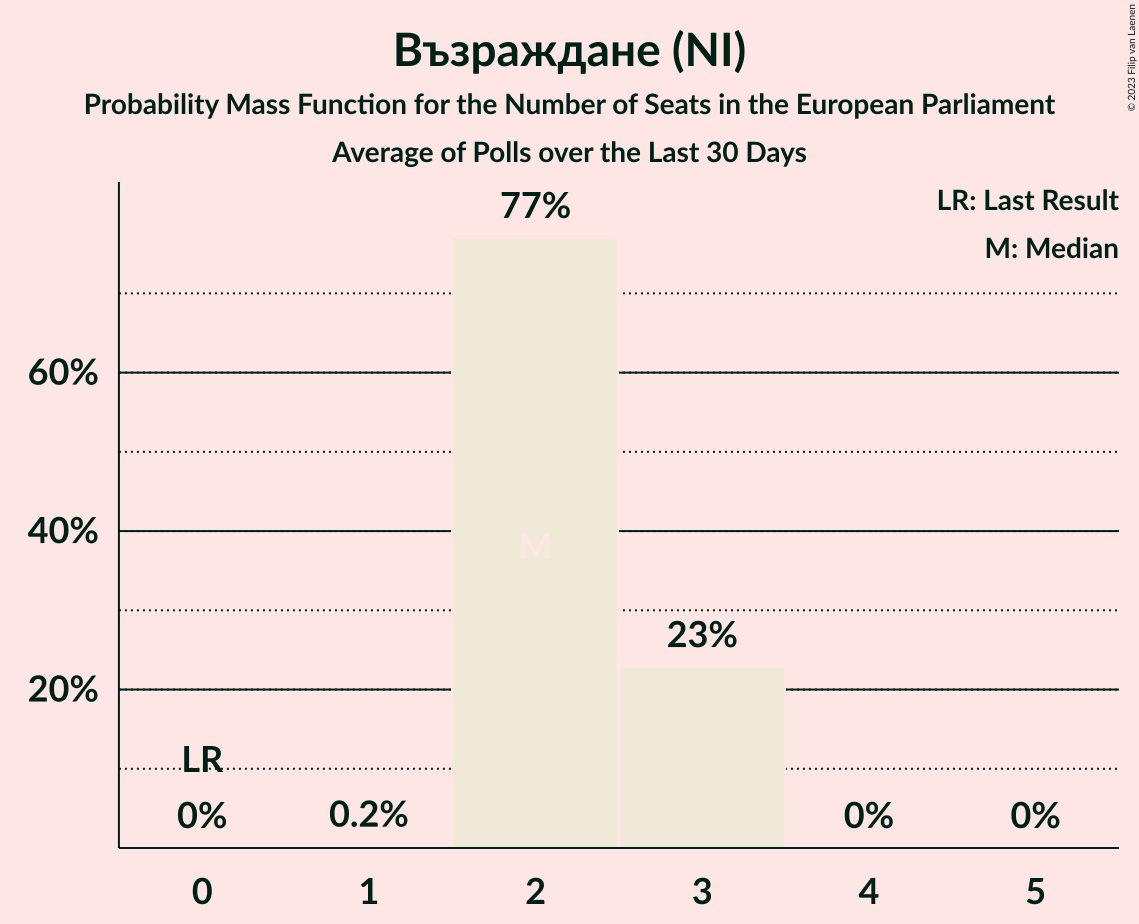 Възраждане (NI)
Probability Mass Function for the Number of Seats in the European Parliament
Average of Polls over the Last 30 Days
© 2023 Filip van Laenen
LR: Last Result
M: Median
77%
60%
40%
M
23%
20%
LR
0%
0.2%
0%
0%
0 1 2 3 4 5